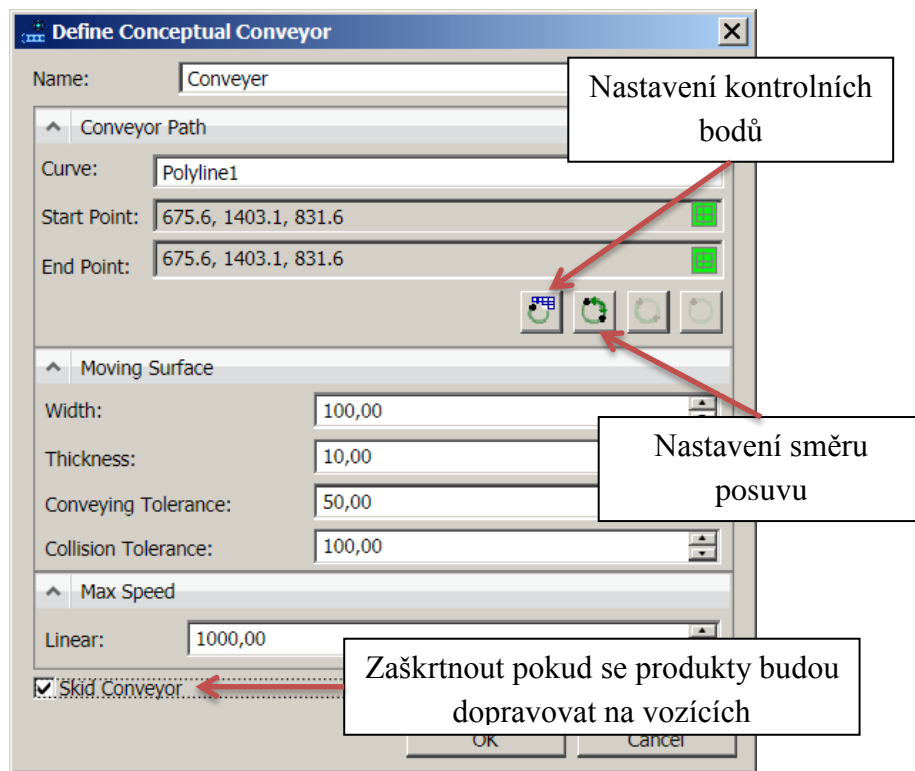 Define Conceptual Conveyor
Name: Conveyer
Nastavení kontrolních
bodů
Conveyor Path
Curve: Polyline1
Start Point: 675.6, 1403.1, 831.6
End Point: 675.6, 1403.1, 831.6
Moving Surface
Width: 100,00
Nastavení směru
posuvu
Thickness: 10,00
Conveying Tolerance: 50,00
Collision Tolerance: 100,00
Max Speed
Linear: 1000,00
Zaškrtnout pokud se produkty budou
dopravovat na vozících
Skid Conveyor
OK Cancel